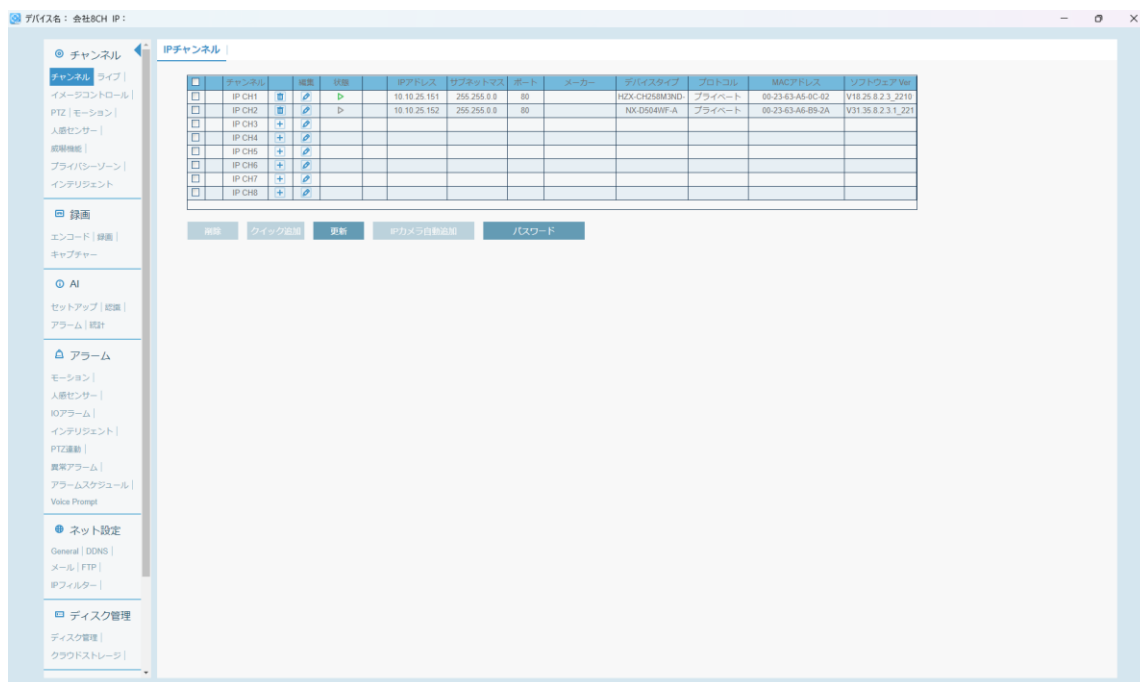 デバイス名： 会社8CH IP：
チャンネル
チャンネル ライブ |
イメージコントロール |
PTZ | モーション |
人感センサー |
威嚇機能 |
プライバシーゾーン |
インテリジェント
録画
エンコード | 録画 |
キャプチャー
AI
セットアップ | 認識 |
アラーム | 統計
アラーム
モーション |
人感センサー |
IOアラーム |
インテリジェント |
PTZ連動 |
異常アラーム |
アラームスケジュール |
Voice Prompt
ネット設定
General | DDNS |
メール | FTP |
IPフィルター |
ディスク管理
ディスク管理 |
クラウドストレージ |
IPチャンネル |
チャンネル 編集 状態 IPアドレス サブネットマス ポート メーカー デバイスタイプ プロトコル MACアドレス ソフトウェア Ver
IP CH1 10.10.25.151 255.255.0.0 80 HZX-CH258M3ND- プライベート 00-23-63-A5-0C-02 V18.25.8.2.3_2210
IP CH2 10.10.25.152 255.255.0.0 80 NX-D504WF-A プライベート 00-23-63-A6-B9-2A V31.35.8.2.3.1_221
IP CH3
IP CH4
IP CH5
IP CH6
IP CH7
IP CH8
削除 クイック追加 更新 IPカメラ自動追加 パスワード